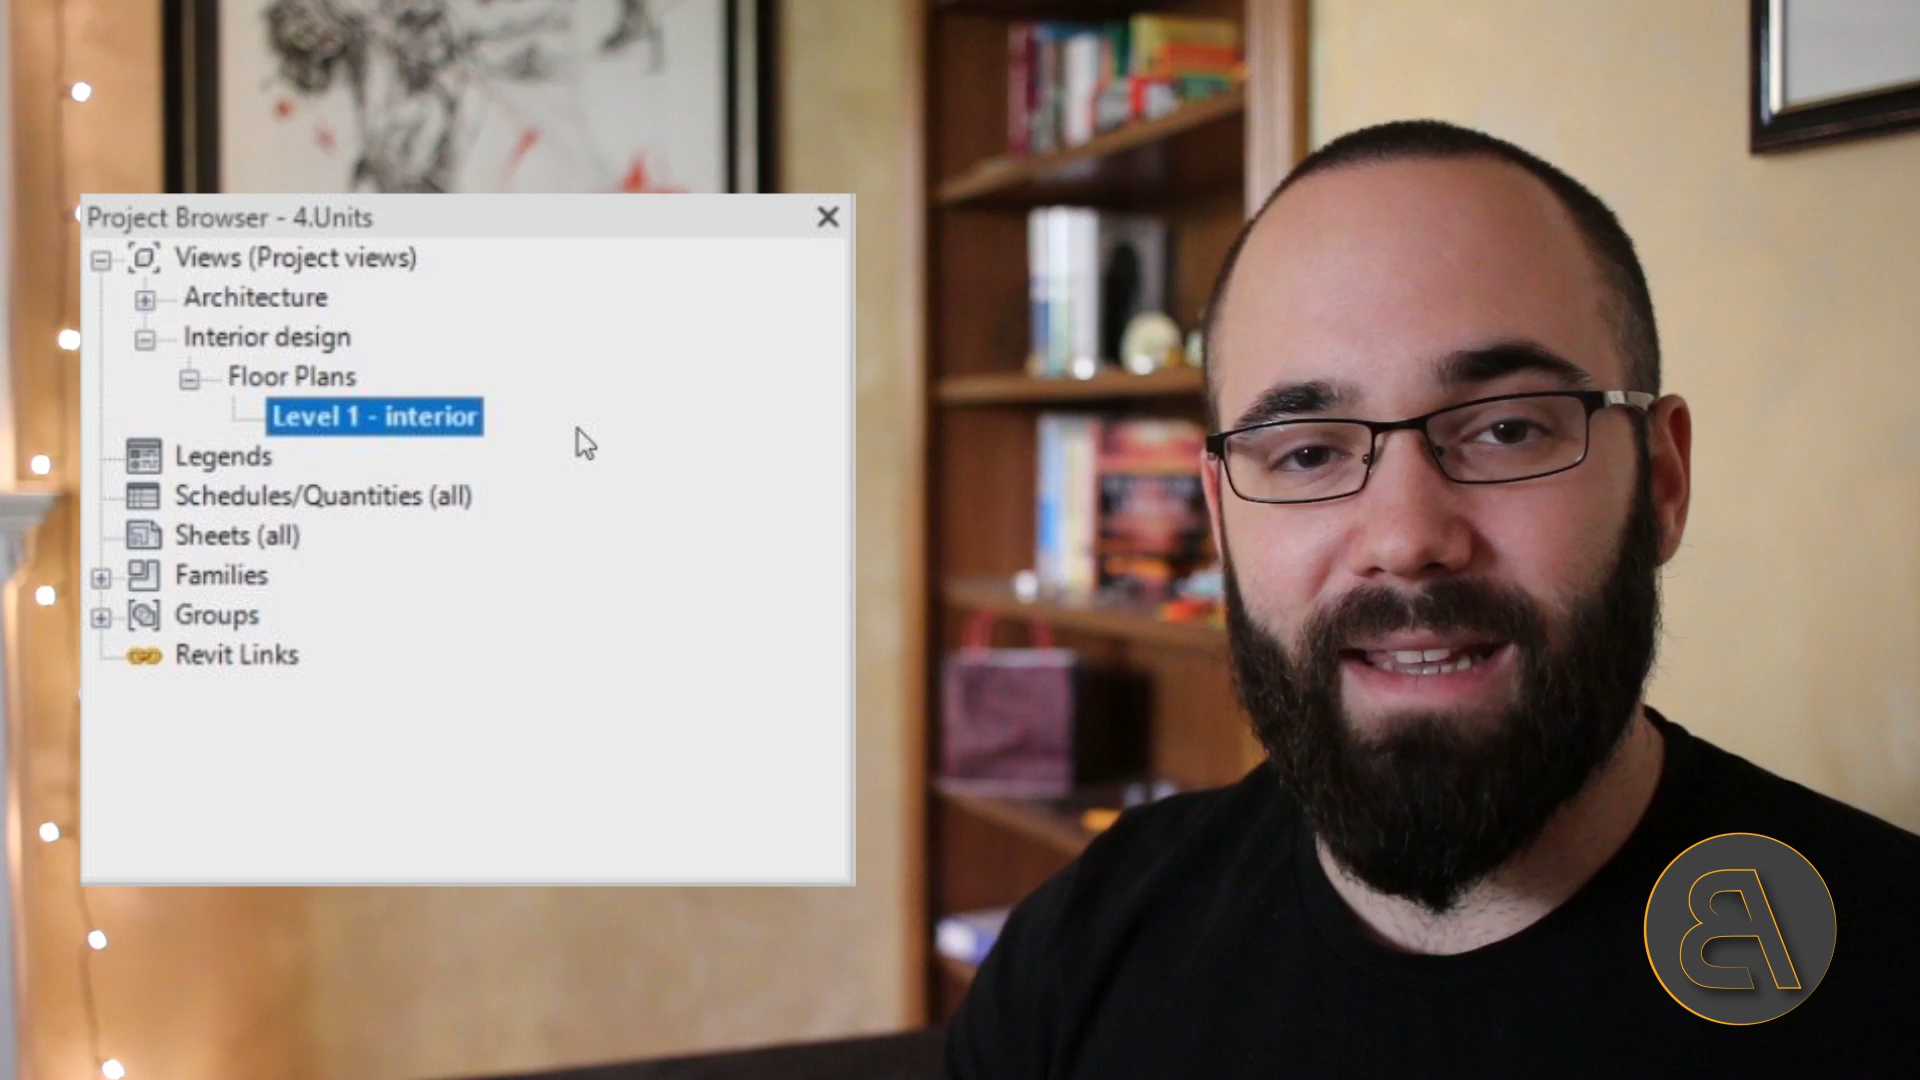 Project Browser - 4.Units
Views (Project views)
Architecture
Interior design
Floor Plans
Level 1 - interior
Legends
Schedules/Quantities (all)
Sheets (all)
Families
Groups
Revit Links